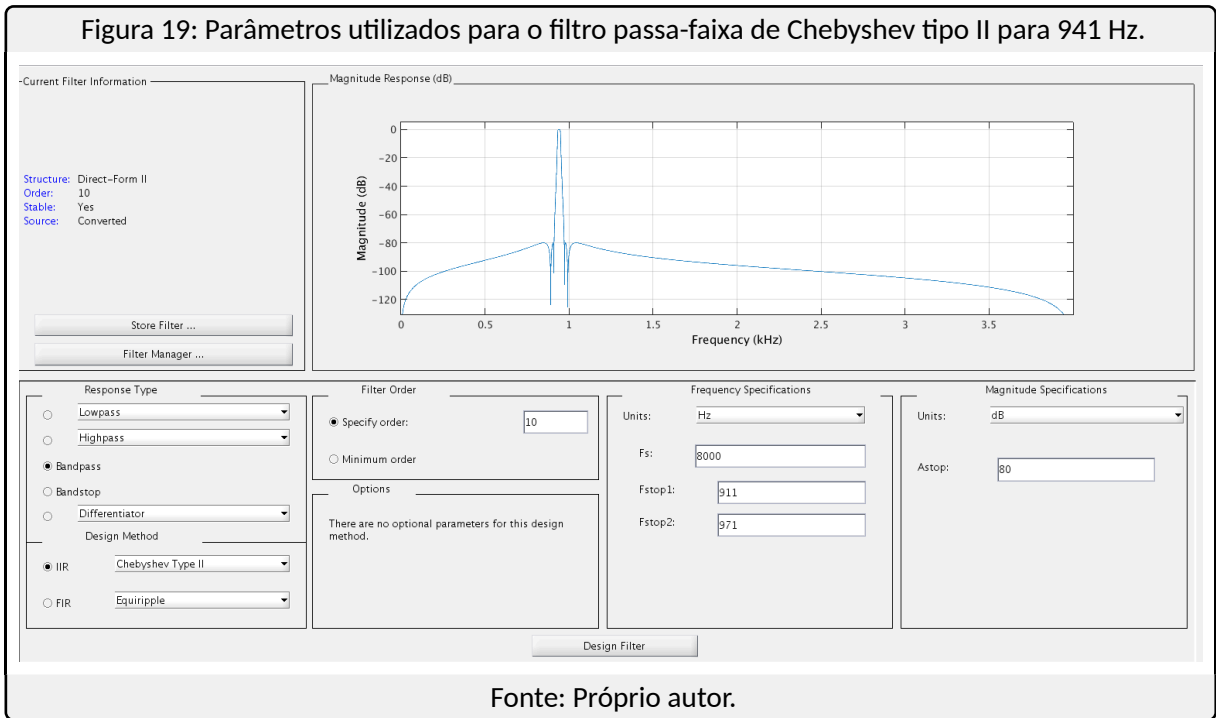 Figura 19: Parâmetros utilizados para o filtro passa-faixa de Chebyshev tipo II para 941 Hz.
Current Filter Information
Structure: Direct-Form II
Order: 10
Stable: Yes
Source: Converted
Store Filter ...
Filter Manager ...
Magnitude Response (dB)
Magnitude (dB)
0
-20
-40
-60
-80
-100
-120
0 0.5 1 1.5 2 2.5 3 3.5
Frequency (kHz)
Response Type
Lowpass
Highpass
Bandpass
Bandstop
Differentiator
Design Method
IIR Chebyshev Type II
FIR Equiripple
Filter Order
Specify order: 10
Minimum order
Options
There are no optional parameters for this design
method.
Frequency Specifications
Units: Hz
Fs: 8000
Fstop1: 911
Fstop2: 971
Magnitude Specifications
Units: dB
Astop: 80
Design Filter
Fonte: Próprio autor.